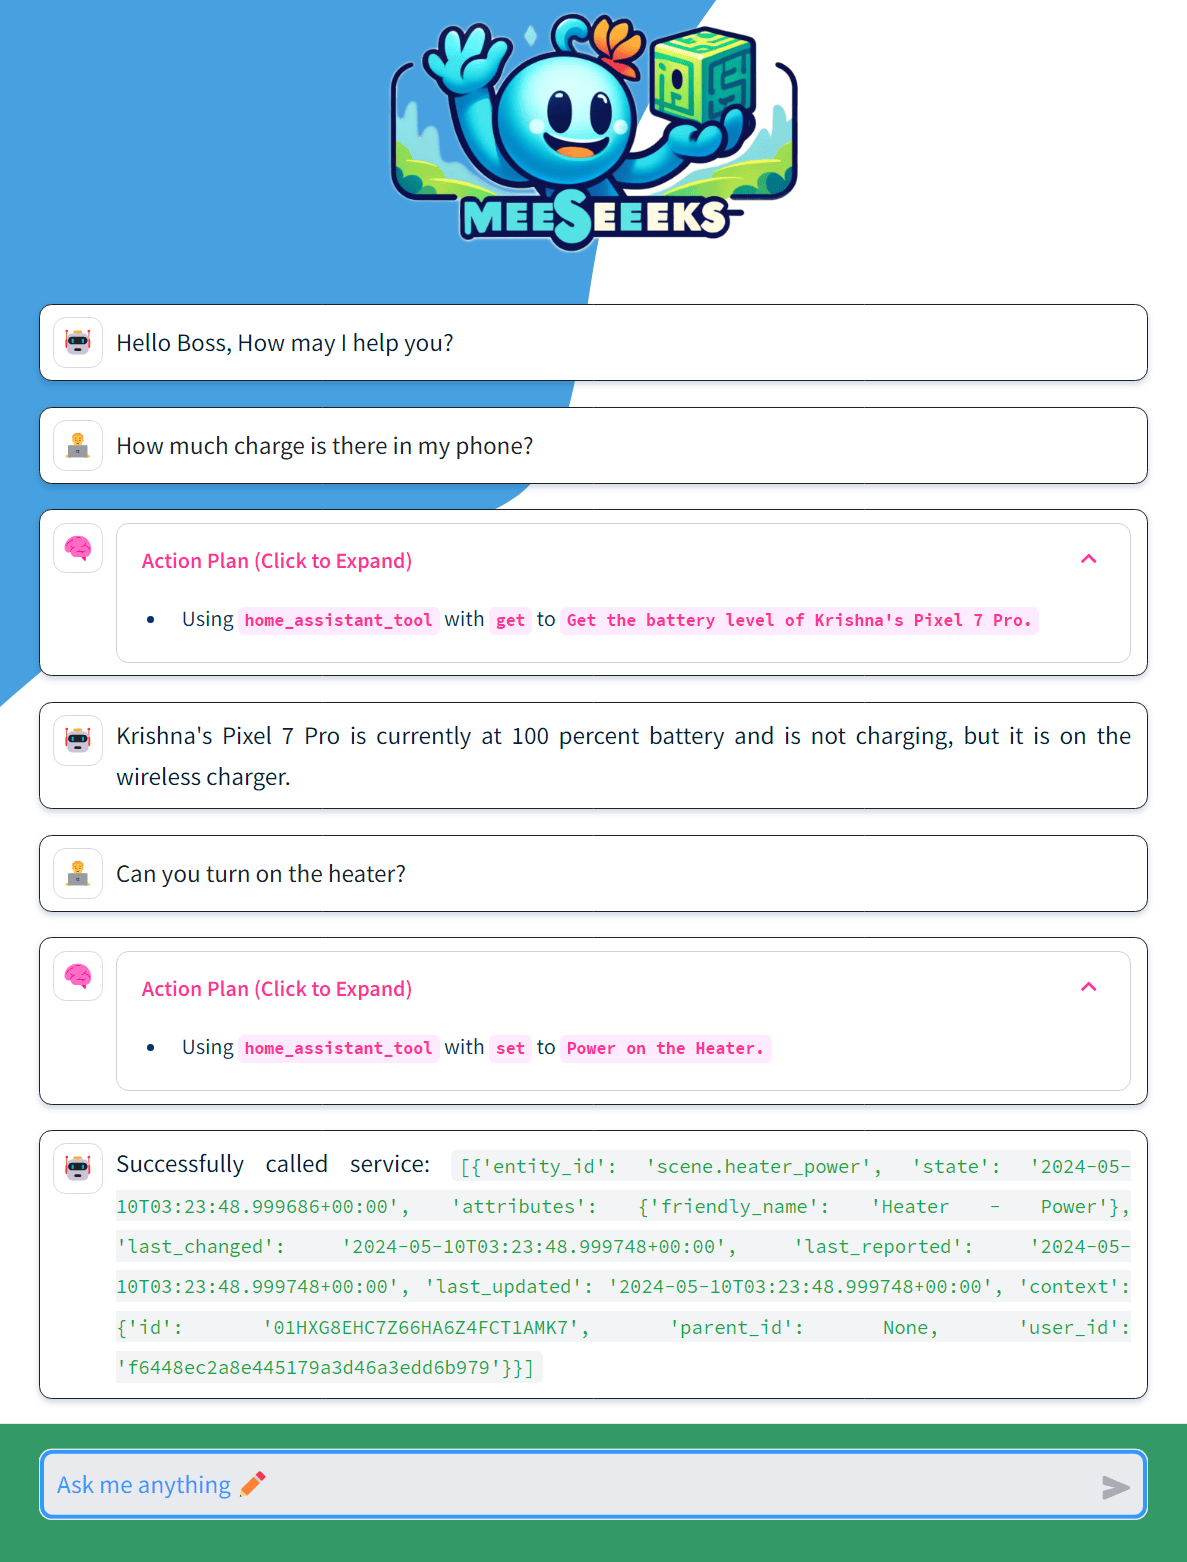 MEESEEEKS
Hello Boss, How may I help you?
How much charge is there in my phone?
Action Plan (Click to Expand)
• Using home_assistant_tool with get to Get the battery level of Krishna's Pixel 7 Pro.
Krishna's Pixel 7 Pro is currently at 100 percent battery and is not charging, but it is on the
wireless charger.
Can you turn on the heater?
Action Plan (Click to Expand)
• Using home_assistant_tool with set to Power on the Heater.
Successfully called service: [{'entity_id': 'scene.heater_power', 'state': '2024-05-
10T03:23:48.999686+00:00', 'attributes': {'friendly_name': 'Heater - Power'},
'last_changed': '2024-05-10T03:23:48.999748+00:00', 'last_reported': '2024-05-
10T03:23:48.999748+00:00', 'last_updated': '2024-05-10T03:23:48.999748+00:00', 'context':
{'id': '01HXG8EHC7Z66HA6Z4FCT1AMK7', 'parent_id': None, 'user_id':
'f6448ec2a8e445179a3d46a3edd6b979'}}]
Ask me anything